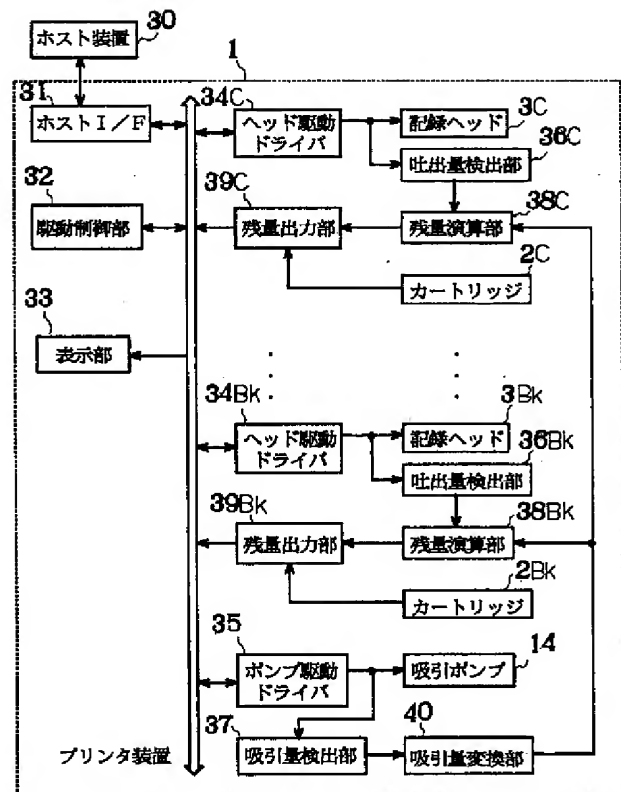 30
ホスト装置
1
31
ホストI/F
34C
ヘッド駆動
ドライバ
3C
記録ヘッド
36C
吐出量検出部
32
駆動制御部
39C
残量出力部
38C
残量演算部
2C
カートリッジ
33
表示部
34Bk
ヘッド駆動
ドライバ
3Bk
記録ヘッド
36Bk
吐出量検出部
39Bk
残量出力部
38Bk
残量演算部
2Bk
カートリッジ
35
ポンプ駆動
ドライバ
14
吸引ポンプ
37
吸引量検出部
40
吸引量変換部
プリンタ装置